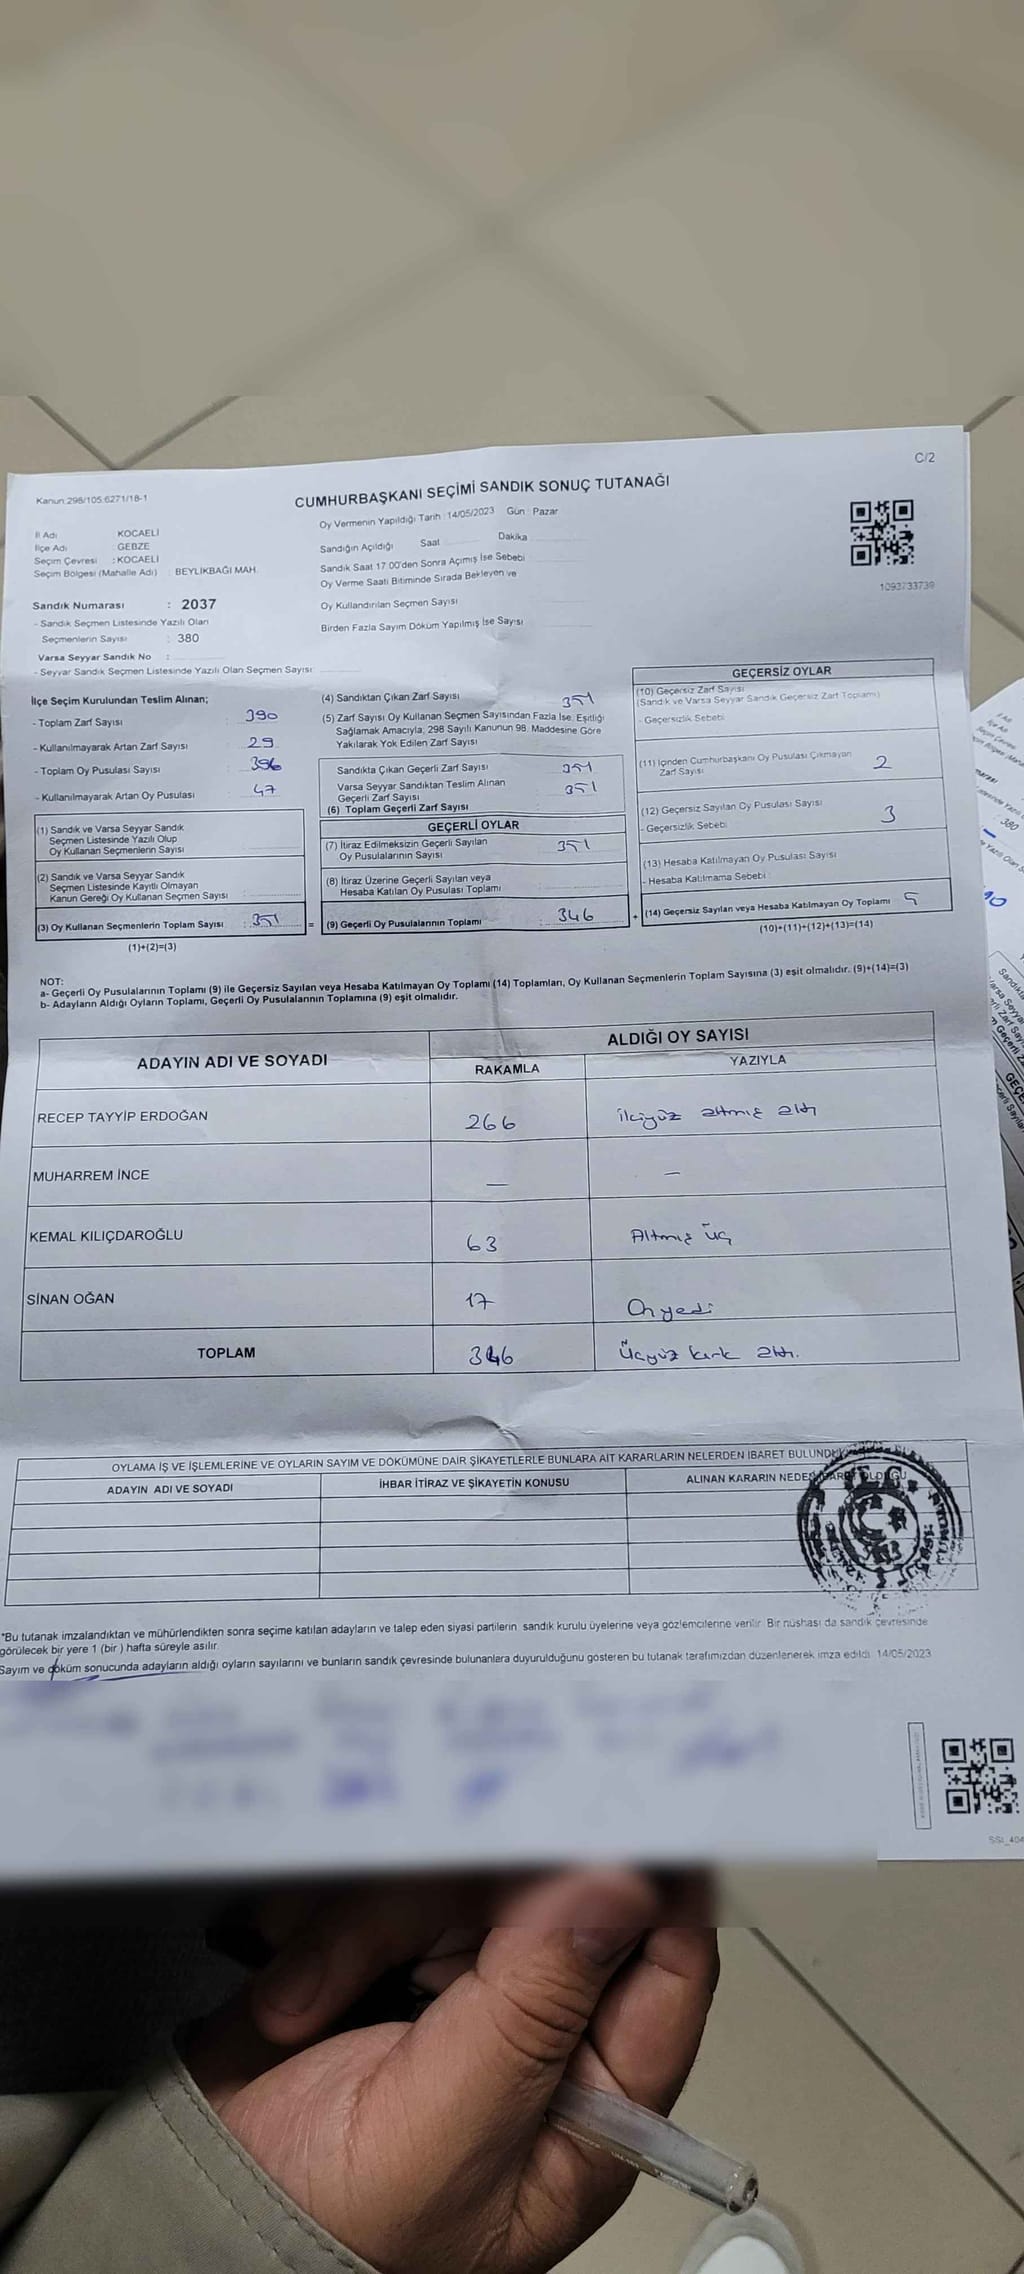 C/2
Kanun 298/105 6271/18-1
CUMHURBAŞKANI SEÇİMİ SANDIK SONUÇ TUTANAĞI
İl Adı KOCAELİ
İlçe Adı GEBZE
Seçim Çevresi : KOCAELİ
Seçim Bölgesi (Mahalle Adı) : BEYLİKBAĞI MAH.
Oy Vermenin Yapıldığı Tarih : 14/05/2023 Gün : Pazar
Sandığın Açıldığı Saat Dakika
Sandık Saat 17.00'den Sonra Açımış İse Sebebi
Oy Verme Saati Bitiminde Sırada Bekleyen ve
Oy Kullandırılan Seçmen Sayısı
Birden Fazla Sayım Döküm Yapılmış İse Sayısı
1093733739
Sandık Numarası : 2037
- Sandık Seçmen Listesinde Yazılı Olan
Seçmenlerin Sayısı : 380
Varsa Seyyar Sandık No :
- Seyyar Sandık Seçmen Listesinde Yazılı Olan Seçmen Sayısı:
İlçe Seçim Kurulundan Teslim Alınan;
- Toplam Zarf Sayısı : 390
- Kullanılmayarak Artan Zarf Sayısı : 29
- Toplam Oy Pusulası Sayısı : 396
- Kullanılmayarak Artan Oy Pusulası : 47
(1) Sandık ve Varsa Seyyar Sandık
Seçmen Listesinde Yazılı Olup
Oy Kullanan Seçmenlerin Sayısı
(2) Sandık ve Varsa Seyyar Sandık
Seçmen Listesinde Kayıtlı Olmayan
Kanun Gereği Oy Kullanan Seçmen Sayısı
(3) Oy Kullanan Seçmenlerin Toplam Sayısı : 351 =
(1)+(2)=(3)
(4) Sandıktan Çıkan Zarf Sayısı 351
(5) Zarf Sayısı Oy Kullanan Seçmen Sayısından Fazla İse, Eşitliği
Sağlamak Amacıyla, 298 Sayılı Kanunun 98. Maddesine Göre
Yakılarak Yok Edilen Zarf Sayısı
Sandıkta Çıkan Geçerli Zarf Sayısı 351
Varsa Seyyar Sandıktan Teslim Alınan
Geçerli Zarf Sayısı 351
(6) Toplam Geçerli Zarf Sayısı
GEÇERLİ OYLAR
(7) İtiraz Edilmeksizin Geçerli Sayılan
Oy Pusulalarının Sayısı 351
(8) İtiraz Üzerine Geçerli Sayılan veya
Hesaba Katılan Oy Pusulası Toplamı
(9) Geçerli Oy Pusulalarının Toplamı : 346 +
GEÇERSİZ OYLAR
(10) Geçersiz Zarf Sayısı
(Sandık ve Varsa Seyyar Sandık Geçersiz Zarf Toplamı)
- Geçersizlik Sebebi
(11) İçinden Cumhurbaşkanı Oy Pusulası Çıkmayan
Zarf Sayısı 2
(12) Geçersiz Sayılan Oy Pusulası Sayısı 3
- Geçersizlik Sebebi
(13) Hesaba Katılmayan Oy Pusulası Sayısı
- Hesaba Katılmama Sebebi
(14) Geçersiz Sayılan veya Hesaba Katılmayan Oy Toplamı 5
(10)+(11)+(12)+(13)=(14)
NOT:
a- Geçerli Oy Pusulalarının Toplamı (9) ile Geçersiz Sayılan veya Hesaba Katılmayan Oy Toplamı (14) Toplamları, Oy Kullanan Seçmenlerin Toplam Sayısına (3) eşit olmalıdır. (9)+(14)=(3)
b- Adayların Aldığı Oyların Toplamı, Geçerli Oy Pusulalarının Toplamına (9) eşit olmalıdır.
ADAYIN ADI VE SOYADI ALDIĞI OY SAYISI
RAKAMLA YAZIYLA
RECEP TAYYİP ERDOĞAN 266 ikiyüz altmış altı
MUHARREM İNCE — —
KEMAL KILIÇDAROĞLU 63 Altmış üç
SİNAN OĞAN 17 Onyedi
TOPLAM 346 Üçyüz kırk altı.
OYLAMA İŞ VE İŞLEMLERİNE VE OYLARIN SAYIM VE DÖKÜMÜNE DAİR ŞİKAYETLERLE BUNLARA AİT KARARLARIN NELERDEN İBARET BULUNDU
ADAYIN ADI VE SOYADI İHBAR İTİRAZ VE ŞİKAYETİN KONUSU ALINAN KARARIN NEDEN İBARET OLDUĞU
*Bu tutanak imzalandıktan ve mühürlendikten sonra seçime katılan adayların ve talep eden siyasi partilerin sandık kurulu üyelerine veya gözlemcilerine verilir. Bir nüshası da sandık çevresinde
görülecek bir yere 1 (bir ) hafta süreyle asılır.
Sayım ve döküm sonucunda adayların aldığı oyların sayılarını ve bunların sandık çevresinde bulunanlara duyurulduğunu gösteren bu tutanak tarafımızdan düzenlenerek imza edildi. 14/05/2023